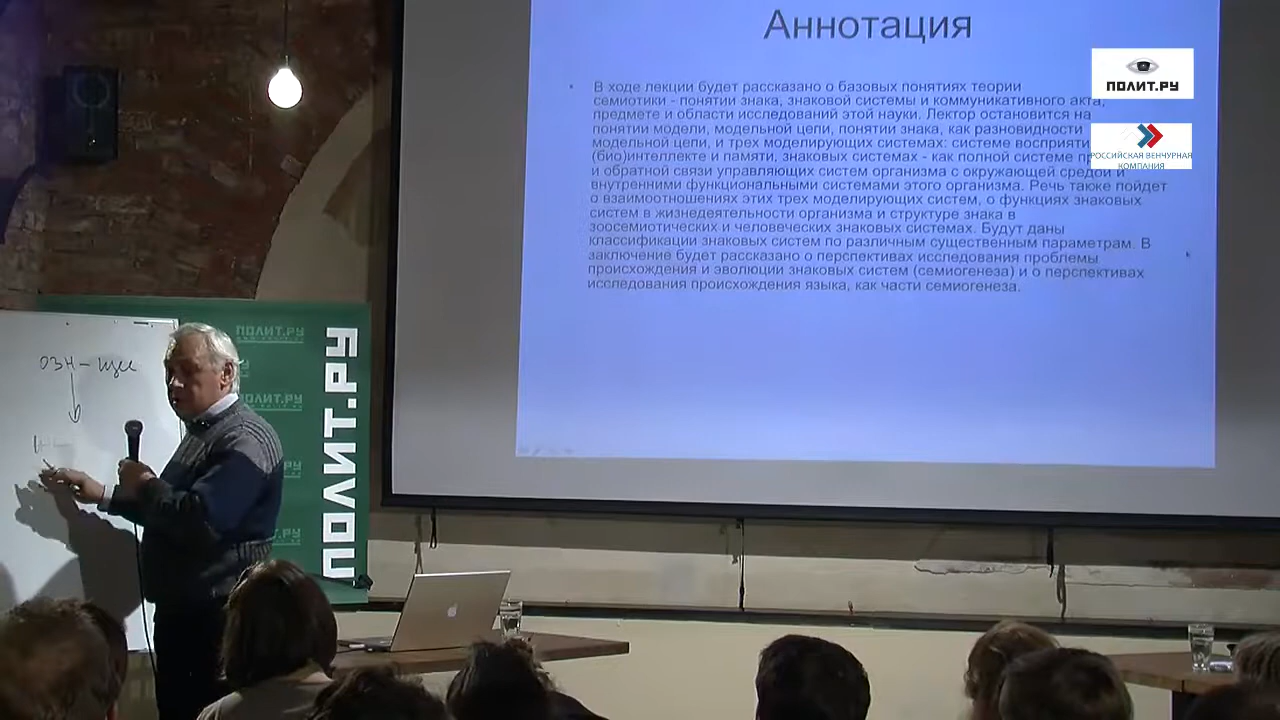 Аннотация
• В ходе лекции будет рассказано о базовых понятиях теории
семиотики - понятии знака, знаковой системы и коммуникативного акта,
предмете и области исследований этой науки. Лектор остановится на
понятии модели, модельной цепи, понятии знака, как разновидности
модельной цепи, и трех моделирующих системах: системе
(био)интеллекте и памяти, знаковых системах - как полной системе
и обратной связи управляющих систем организма с окружающей средой и
внутренними функциональными системами этого организма. Речь также пойдет
о взаимоотношениях этих трех моделирующих систем, о функциях знаковых
систем в жизнедеятельности организма и структуре знака в
зоосемиотических и человеческих знаковых системах. Будут даны
классификации знаковых систем по различным существенным параметрам. В
заключение будет рассказано о перспективах исследования проблемы
происхождения и эволюции знаковых систем (семиогенеза) и о перспективах
исследования происхождения языка, как части семиогенеза.
ПОЛИТ.РУ
РОССИЙСКАЯ ВЕНЧУРНАЯ
КОМПАНИЯ
ПОЛИТ.РУ
ПОЛИТ.РУ
озн – щее